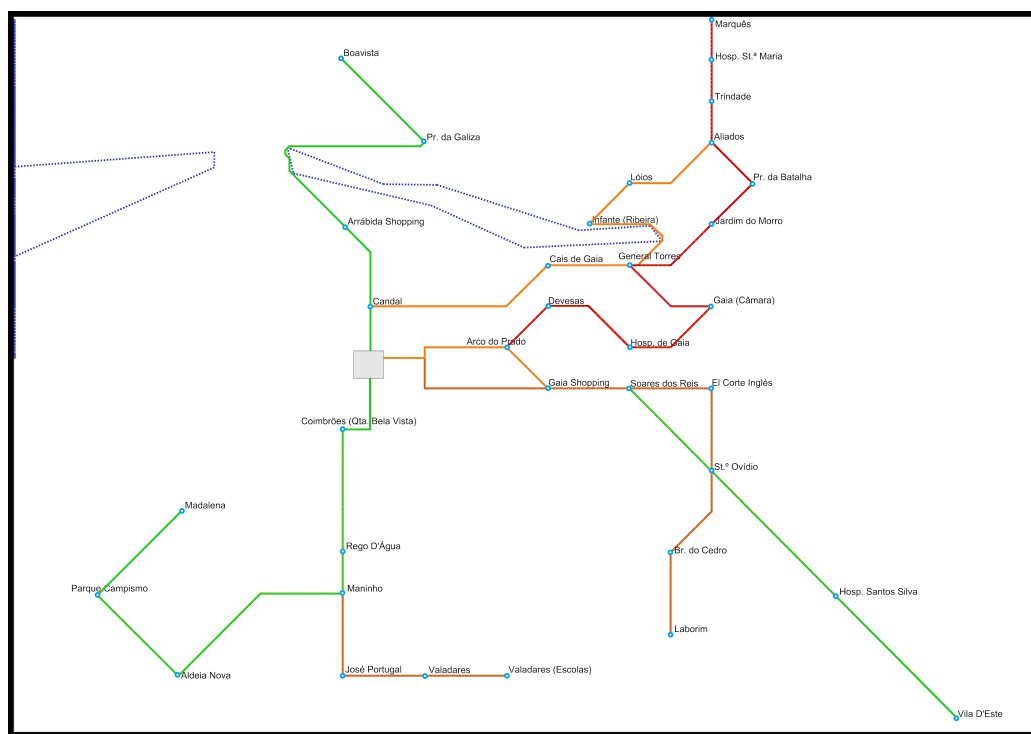 Marquês
Boavista
Hosp. St.ª Maria
Trindade
Pr. da Galiza
Aliados
Lóios
Pr. da Batalha
Arrábida Shopping
Infante (Ribeira)
Jardim do Morro
Cais de Gaia
General Torres
Candal
Devesas
Gaia (Câmara)
Arco do Prado
Hosp. de Gaia
Gaia Shopping
Soares dos Reis
El Corte Inglés
Coimbrões (Qta. Bela Vista)
St.º Ovídio
Madalena
Rego D'Água
Br. do Cedro
Parque Campismo
Maninho
Hosp. Santos Silva
Laborim
Aldeia Nova
José Portugal
Valadares
Valadares (Escolas)
Vila D'Este